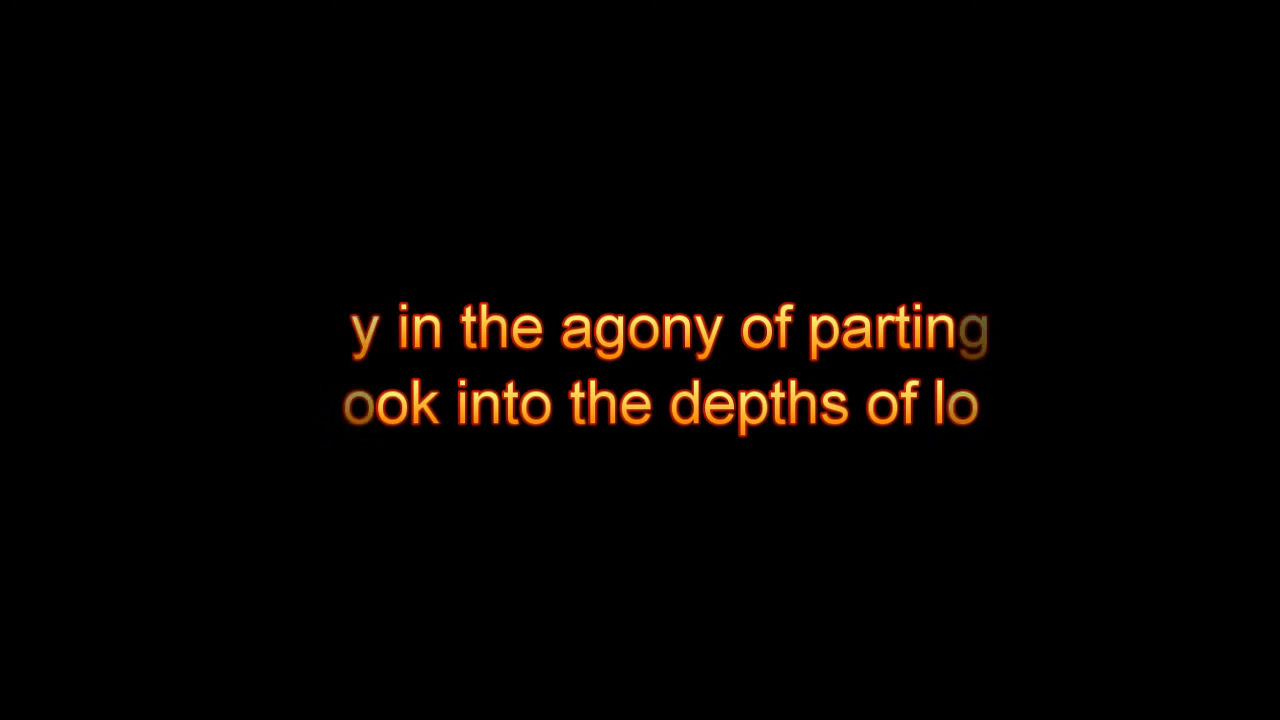 y in the agony of parting
ook into the depths of lo